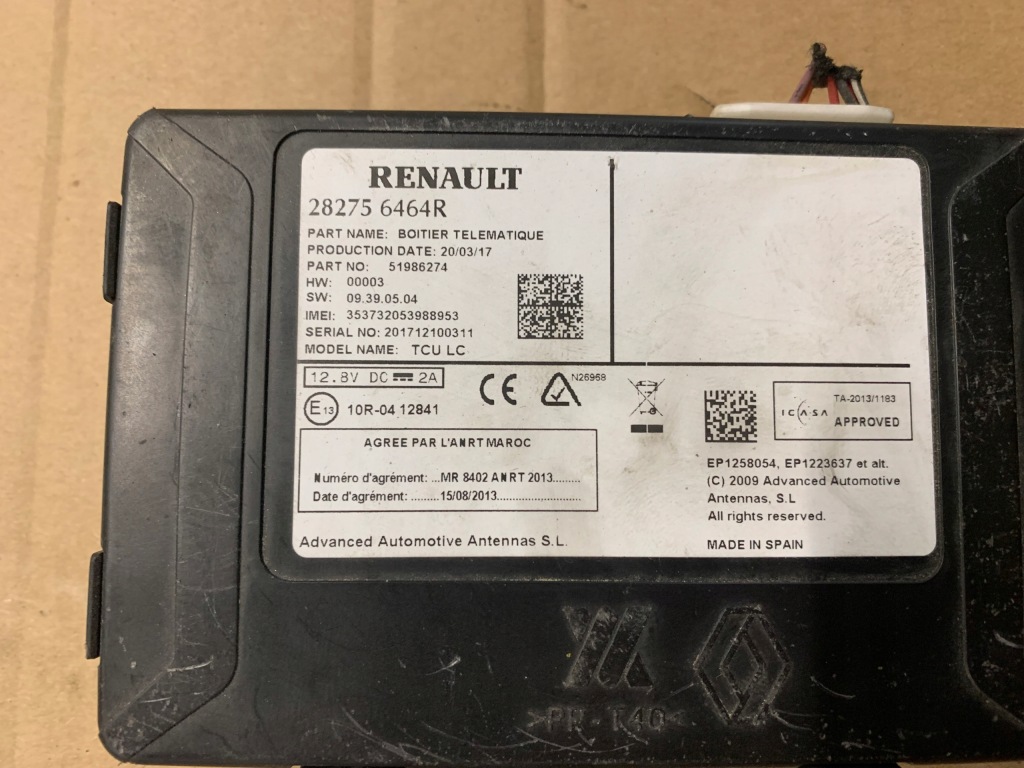 RENAULT
28275 6464R
PART NAME: BOITIER TELEMATIQUE
PRODUCTION DATE: 20/03/17
PART NO: 51986274
HW: 00003
SW: 09.39.05.04
IMEI: 353732053988953
SERIAL NO: 201712100311
MODEL NAME: TCU LC
12.8V DC 2A
CE
N26968
E13 10R-04 12841
ICASA
TA-2013/1183
APPROVED
AGREE PAR L'ANRT MAROC
Numéro d'agrément: ...MR 8402 ANRT 2013.........
Date d'agrément: .........15/08/2013...........................
EP1258054, EP1223637 et alt.
(C) 2009 Advanced Automotive
Antennas, S.L
All rights reserved.
Advanced Automotive Antennas S.L.
MADE IN SPAIN